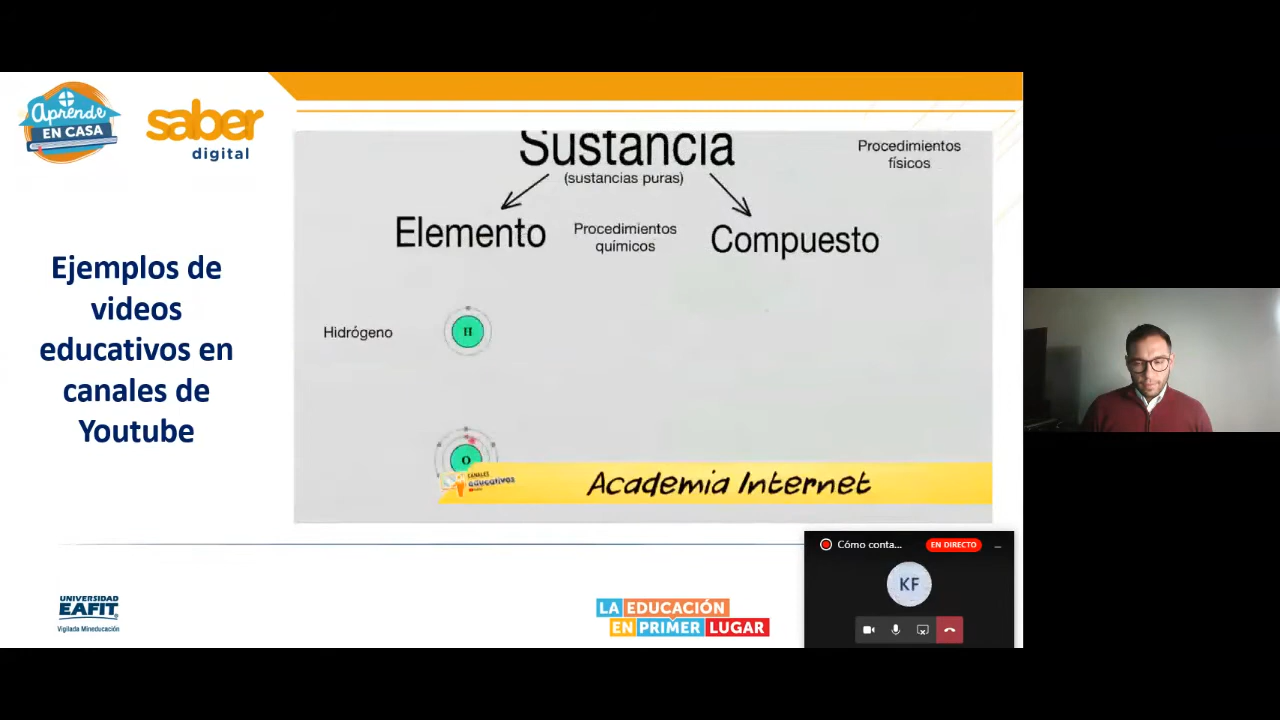 Aprende
EN CASA
saber
digital
Ejemplos de
videos
educativos en
canales de
Youtube
Sustancia
(sustancias puras)
Procedimientos
físicos
Elemento
Procedimientos
químicos
Compuesto
Hidrógeno
H
O
CANALES
educativos
Academia Internet
UNIVERSIDAD
EAFIT
Vigilada Mineducación
LA EDUCACIÓN
EN PRIMER LUGAR
Cómo conta...
EN DIRECTO
KF